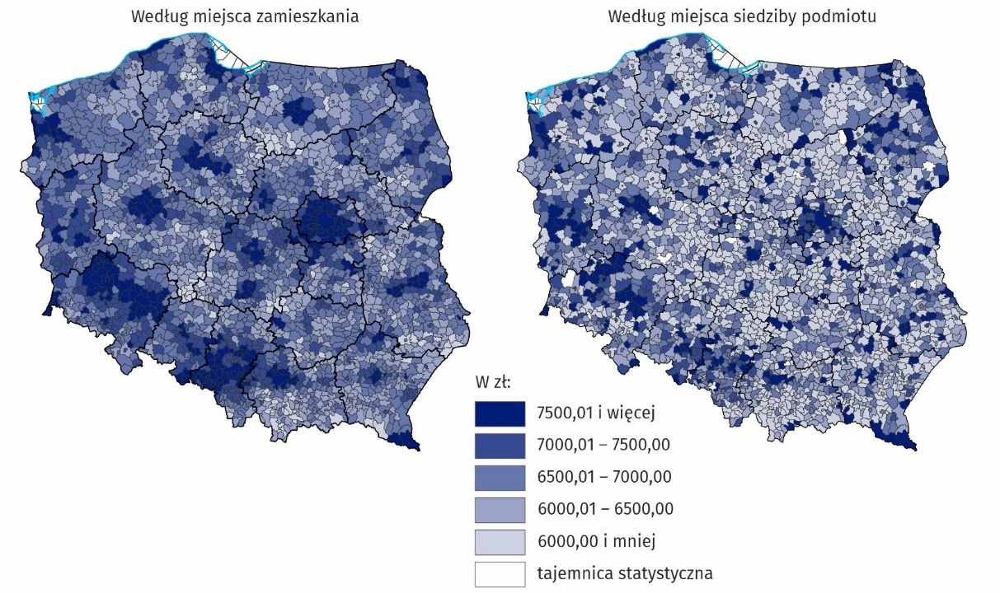 Według miejsca zamieszkania
Według miejsca siedziby podmiotu
W zł:
7500,01 i więcej
7000,01 – 7500,00
6500,01 – 7000,00
6000,01 – 6500,00
6000,00 i mniej
tajemnica statystyczna